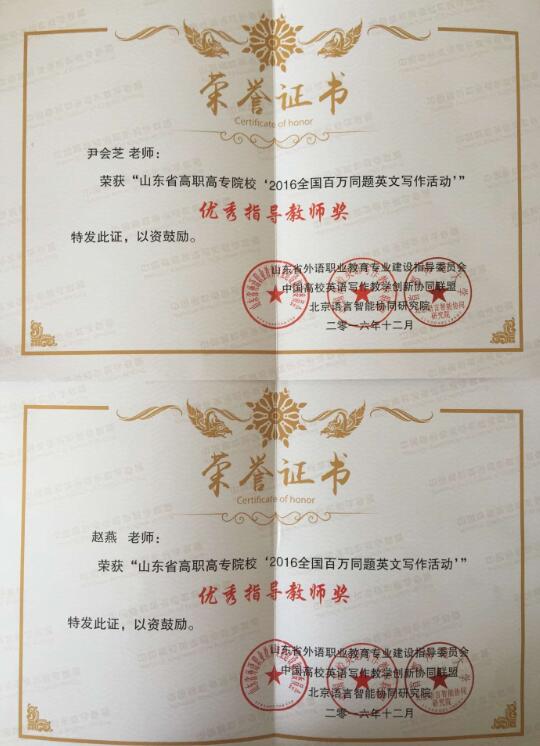 荣誉证书
Certificate of honor
尹会芝 老师：
荣获“山东省高职高专院校‘2016全国百万同题英文写作活动’”
优秀指导教师奖
特发此证，以资鼓励。
山东省外语职业教育专业建设指导委员会
中国高校英语写作教学创新协同联盟
北京语言智能协同研究院
二零一六年十二月
荣誉证书
Certificate of honor
赵燕 老师：
荣获“山东省高职高专院校‘2016全国百万同题英文写作活动’”
优秀指导教师奖
特发此证，以资鼓励。
山东省外语职业教育专业建设指导委员会
中国高校英语写作教学创新协同联盟
北京语言智能协同研究院
二〇一六年十二月